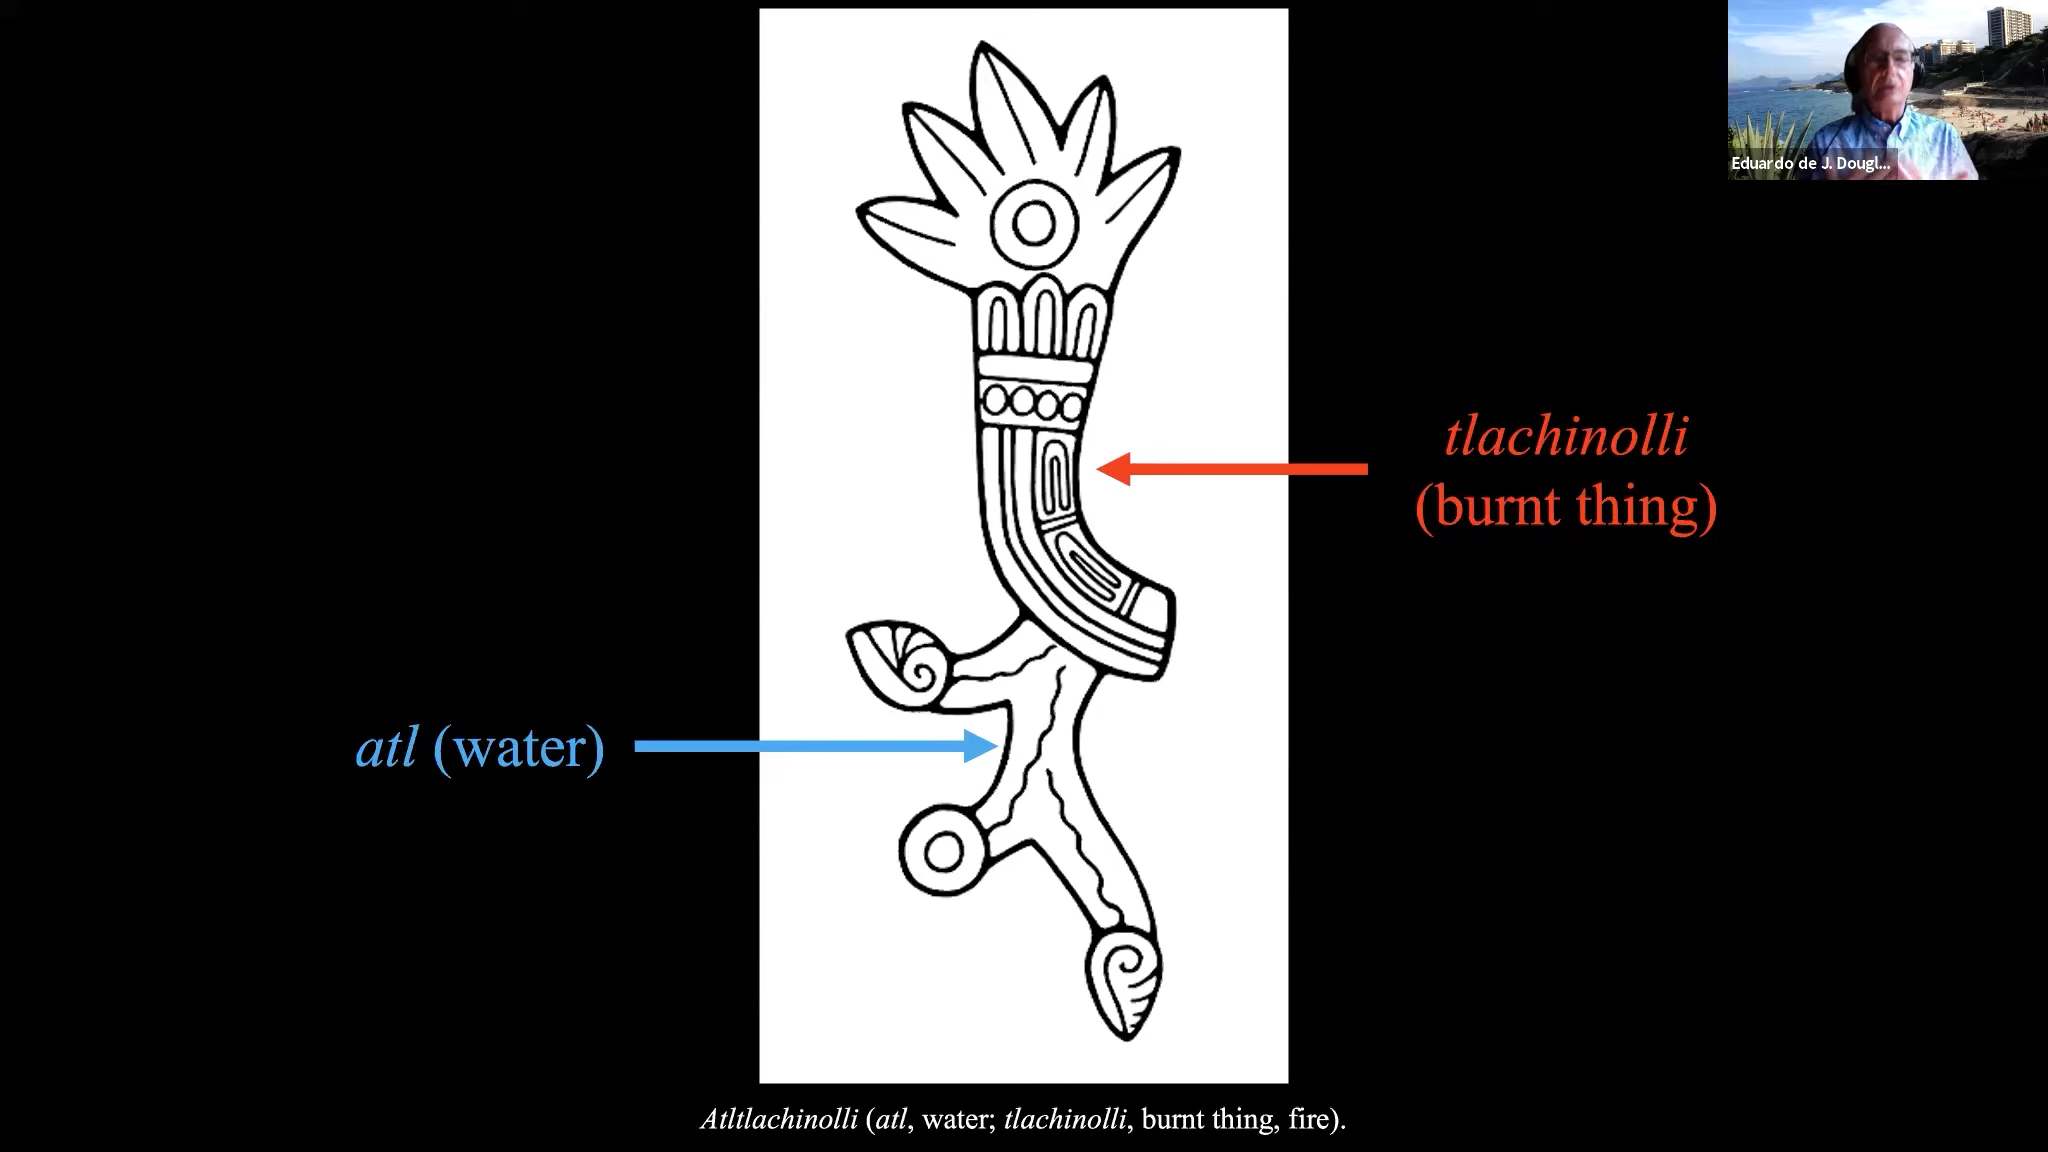 Eduardo de J. Dougl...
tlachinolli
(burnt thing)
atl (water)
Atltlachinolli (atl, water; tlachinolli, burnt thing, fire).